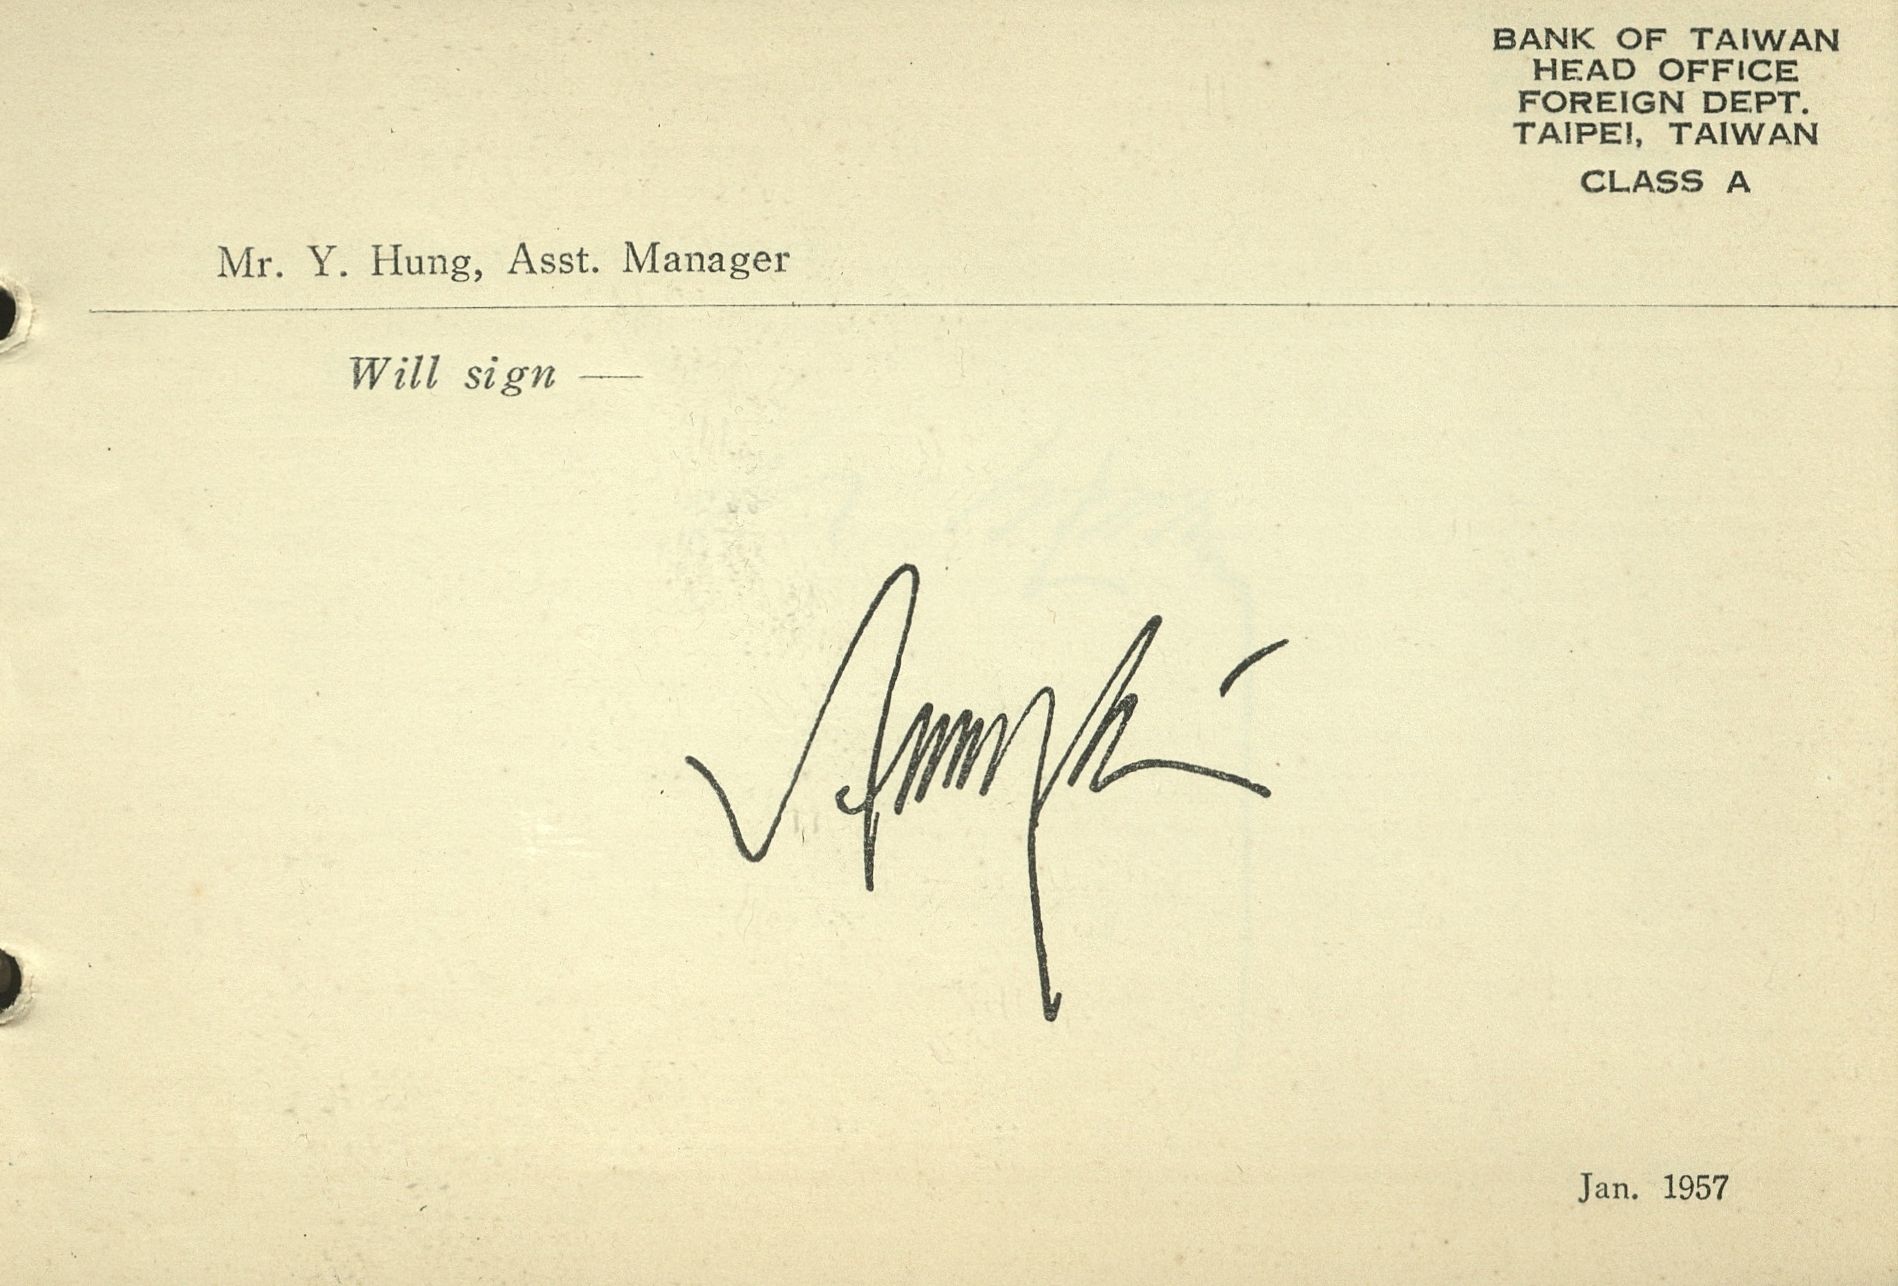 BANK OF TAIWAN
HEAD OFFICE
FOREIGN DEPT.
TAIPEI, TAIWAN
CLASS A
Mr. Y. Hung, Asst. Manager
Will sign —
Jan. 1957